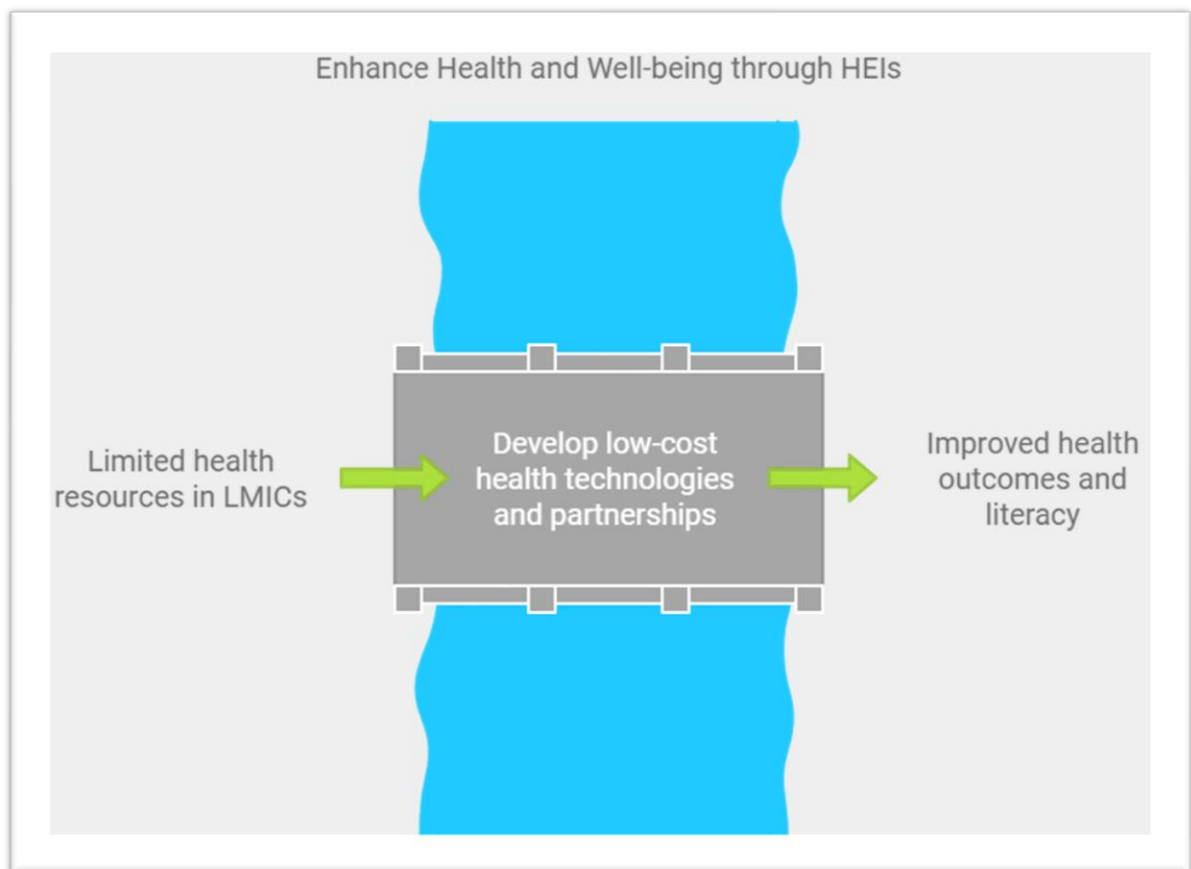 Enhance Health and Well-being through HEIs
Limited health
resources in LMICs
Develop low-cost
health technologies
and partnerships
Improved health
outcomes and
literacy